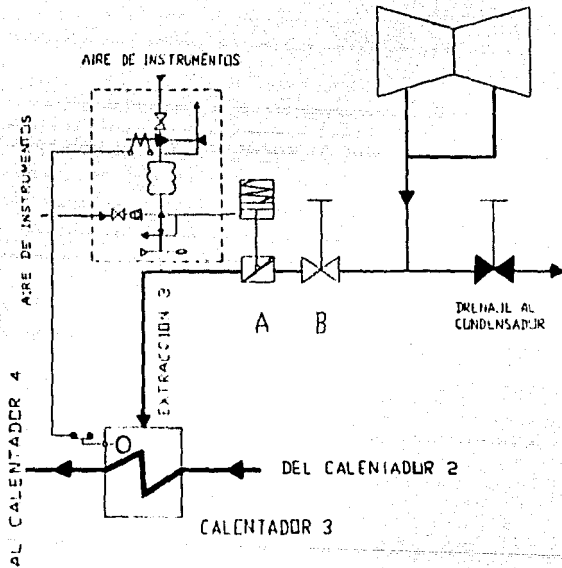 AIRE DE INSTRUMENTOS
AIRE DE INSTRUMENTOS
A
B
DRENAJE AL
CONDENSADOR
EXTRACCION 3
AL CALENTADOR 4
DEL CALENTADOR 2
CALENTADOR 3